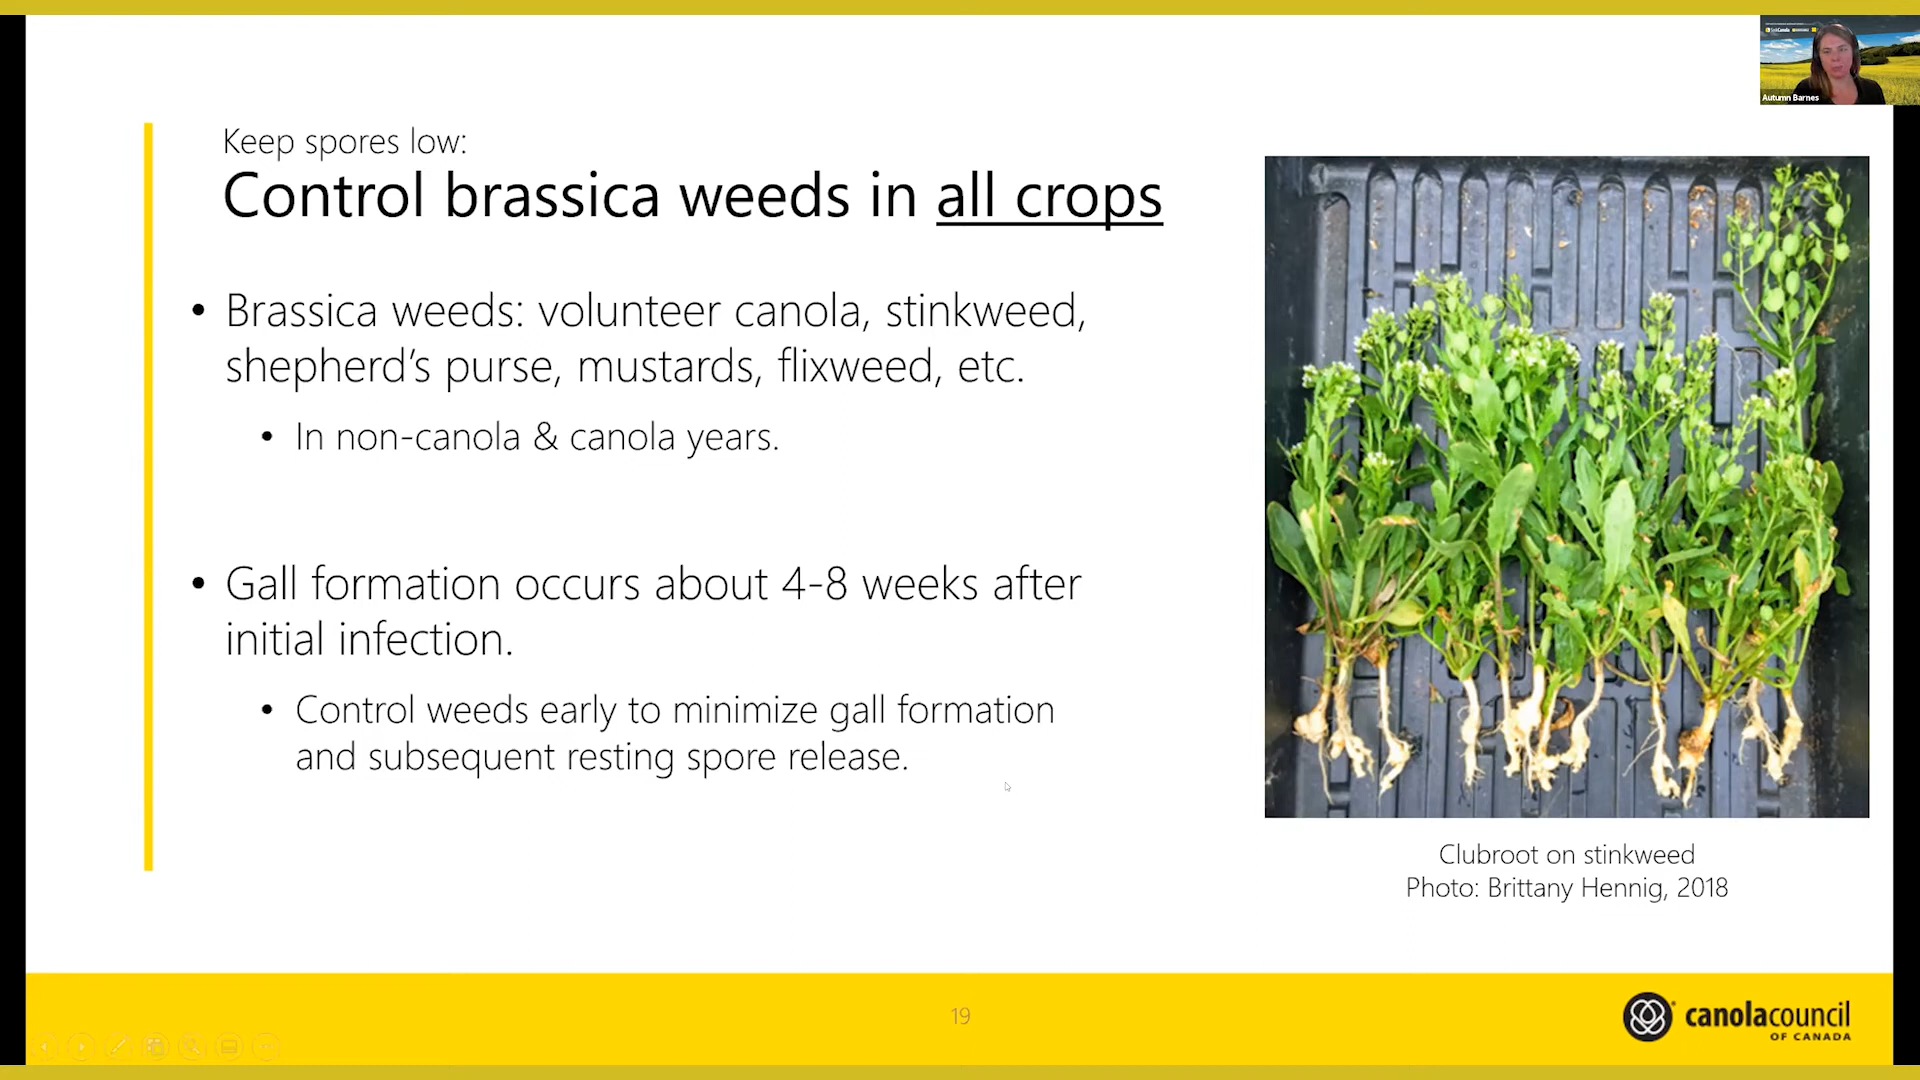 Autumn Barnes
Keep spores low:
Control brassica weeds in all crops
• Brassica weeds: volunteer canola, stinkweed,
shepherd's purse, mustards, flixweed, etc.
• In non-canola & canola years.
• Gall formation occurs about 4-8 weeks after
initial infection.
• Control weeds early to minimize gall formation
and subsequent resting spore release.
Clubroot on stinkweed
Photo: Brittany Hennig, 2018
19
canolacouncil
OF CANADA